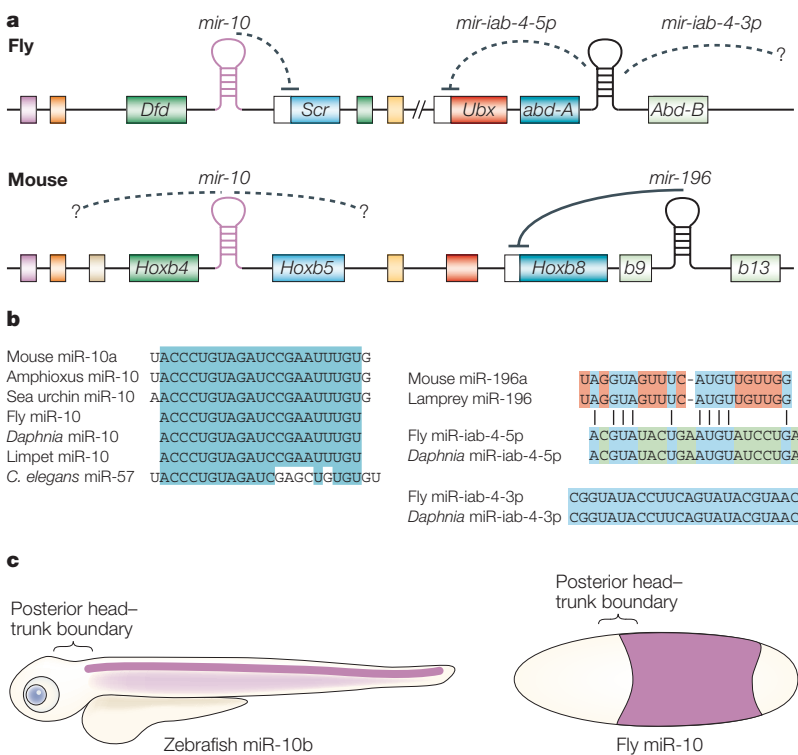 a
Fly
mir-10
mir-iab-4-5p
mir-iab-4-3p
?
Dfd
Scr
//
Ubx
abd-A
Abd-B
Mouse
mir-10
mir-196
?
?
Hoxb4
Hoxb5
Hoxb8
b9
b13
b
Mouse miR-10a UACCCUGUAGAUCCGAAUUUGUG
Amphioxus miR-10 UACCCUGUAGAUCCGAAUUUGUG
Sea urchin miR-10 AACCCUGUAGAUCCGAAUUUGUG
Fly miR-10 ACCCUGUAGAUCCGAAUUUGU
Daphnia miR-10 ACCCUGUAGAUCCGAAUUUGU
Limpet miR-10 ACCCUGUAGAUCCGAAUUUGU
C. elegans miR-57 UACCCUGUAGAUCGAGCUGUGUGU
Mouse miR-196a UAGGUAGUUUC-AUGUUGUUGG
Lamprey miR-196 UAGGUAGUUUC-AUGUUGUUGG
Fly miR-iab-4-5p ACGUAUACUGAAUGUAUCCUGA
Daphnia miR-iab-4-5p ACGUAUACUGAAUGUAUCCUGA
Fly miR-iab-4-3p CGGUAUACCUUCAGUAUACGUAAC
Daphnia miR-iab-4-3p CGGUAUACCUUCAGUAUACGUAAC
c
Posterior head–
trunk boundary
Zebrafish miR-10b
Posterior head–
trunk boundary
Fly miR-10